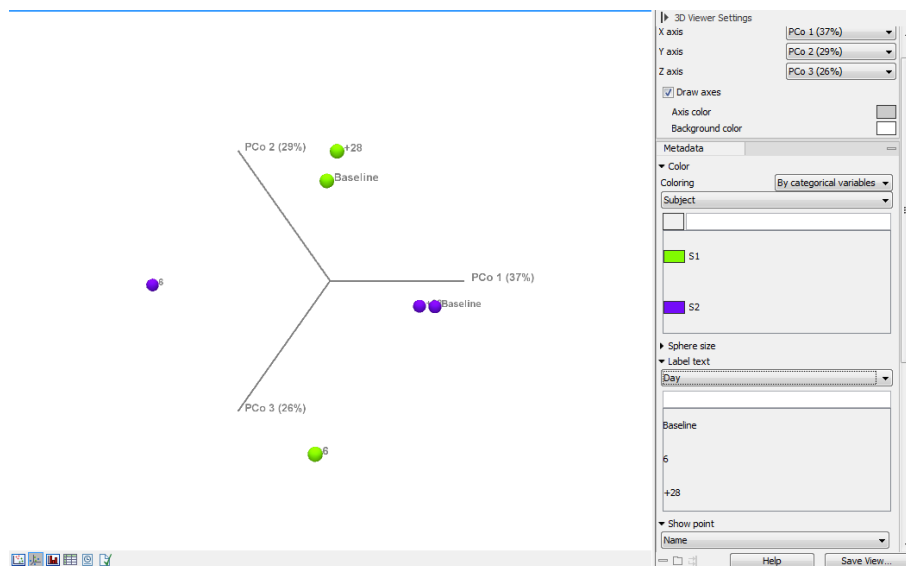 3D Viewer Settings
X axis PCo 1 (37%)
Y axis PCo 2 (29%)
Z axis PCo 3 (26%)
Draw axes
Axis color
Background color
Metadata
Color
Coloring By categorical variables
Subject
S1
S2
Sphere size
Label text
Day
Baseline
6
+28
Show point
Name
Help Save View...
PCo 2 (29%)
+28
Baseline
PCo 1 (37%)
6
Baseline
PCo 3 (26%)
6